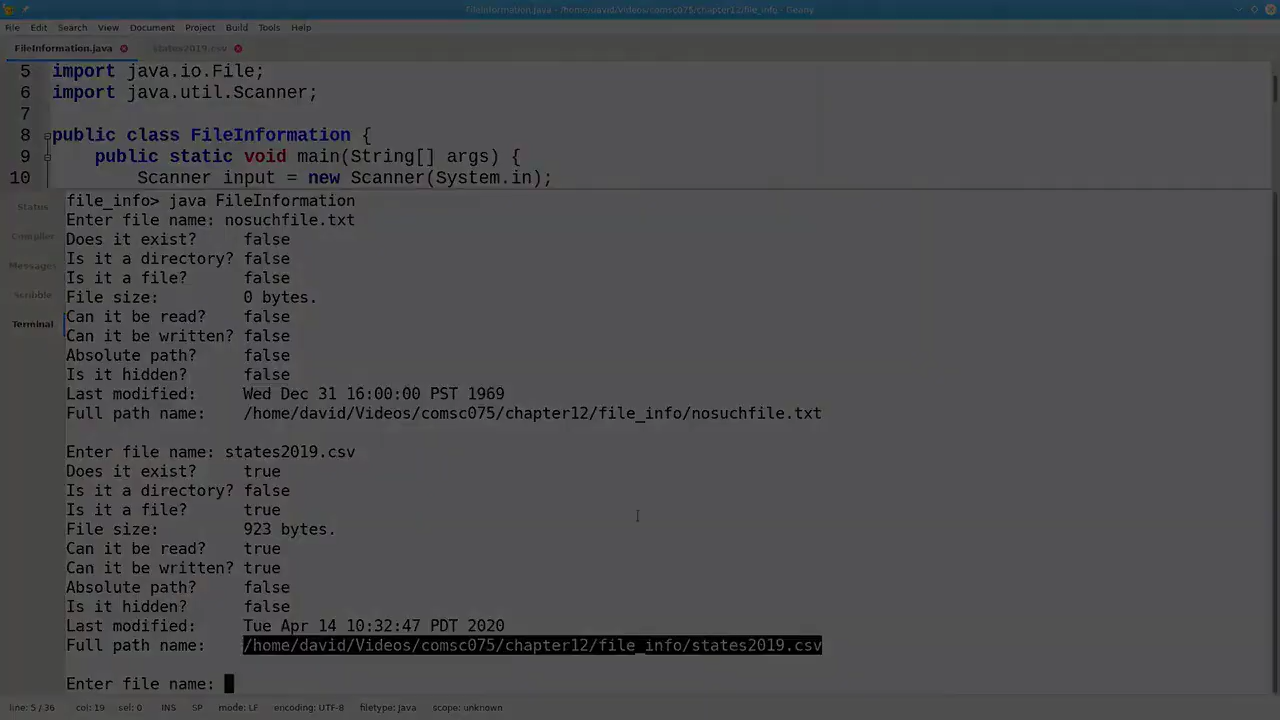 FileInformation.java - /home/david/Videos/comsc075/chapter12/file_info - Geany
File Edit Search View Document Project Build Tools Help
FileInformation.java states2019.csv
5 import java.io.File;
6 import java.util.Scanner;
7
8 public class FileInformation {
9 public static void main(String[] args) {
10 Scanner input = new Scanner(System.in);
Status
Compiler
Messages
Scribble
Terminal
file_info> java FileInformation
Enter file name: nosuchfile.txt
Does it exist? false
Is it a directory? false
Is it a file? false
File size: 0 bytes.
Can it be read? false
Can it be written? false
Absolute path? false
Is it hidden? false
Last modified: Wed Dec 31 16:00:00 PST 1969
Full path name: /home/david/Videos/comsc075/chapter12/file_info/nosuchfile.txt
Enter file name: states2019.csv
Does it exist? true
Is it a directory? false
Is it a file? true
File size: 923 bytes.
Can it be read? true
Can it be written? true
Absolute path? false
Is it hidden? false
Last modified: Tue Apr 14 10:32:47 PDT 2020
Full path name: /home/david/Videos/comsc075/chapter12/file_info/states2019.csv
Enter file name:
line: 5 / 36 col: 19 sel: 0 INS SP mode: LF encoding: UTF-8 filetype: Java scope: unknown